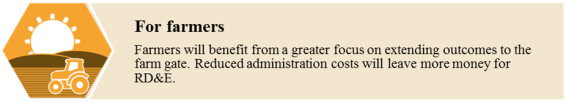 For farmers
Farmers will benefit from a greater focus on extending outcomes to the
farm gate. Reduced administration costs will leave more money for
RD&E.